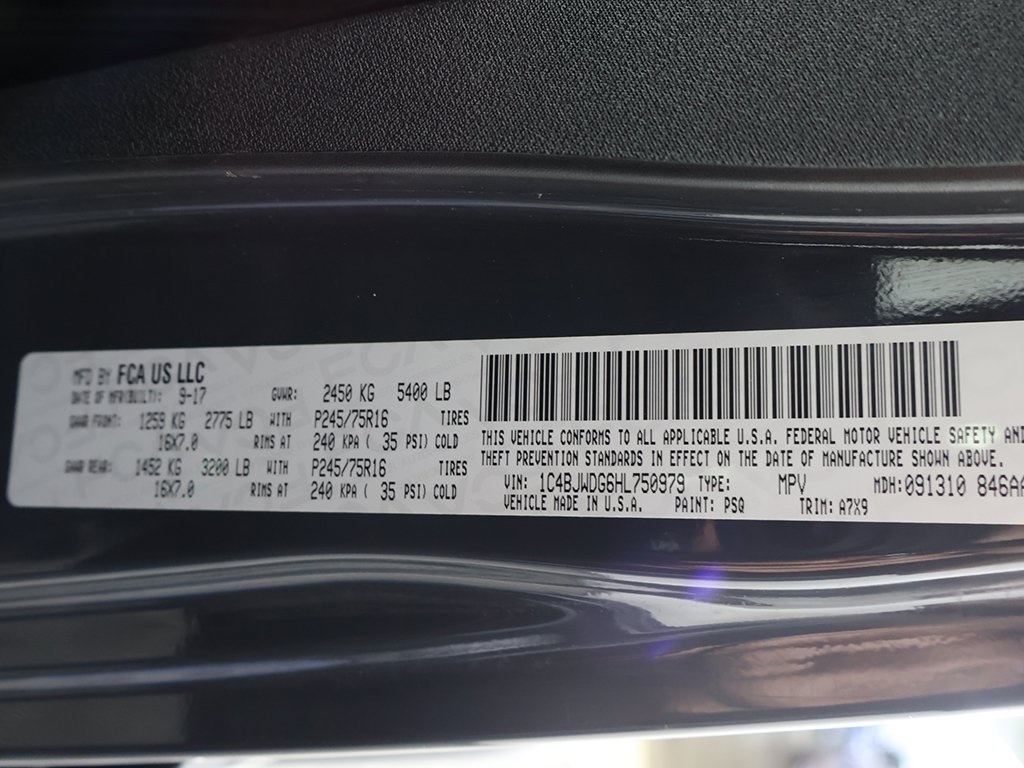 MFD BY FCA US LLC
DATE OF MFR(BUILT): 9-17 GVWR: 2450 KG 5400 LB
GAWR FRONT: 1259 KG 2775 LB WITH P245/75R16 TIRES
16X7.0 RIMS AT 240 KPA ( 35 PSI) COLD
GAWR REAR: 1452 KG 3200 LB WITH P245/75R16 TIRES
16X7.0 RIMS AT 240 KPA ( 35 PSI) COLD
THIS VEHICLE CONFORMS TO ALL APPLICABLE U.S.A. FEDERAL MOTOR VEHICLE SAFETY AND
THEFT PREVENTION STANDARDS IN EFFECT ON THE DATE OF MANUFACTURE SHOWN ABOVE.
VIN: 1C4BJWDG6HL750979 TYPE: MPV MDH:091310 846AA
VEHICLE MADE IN U.S.A. PAINT: PSQ TRIM: A7X9